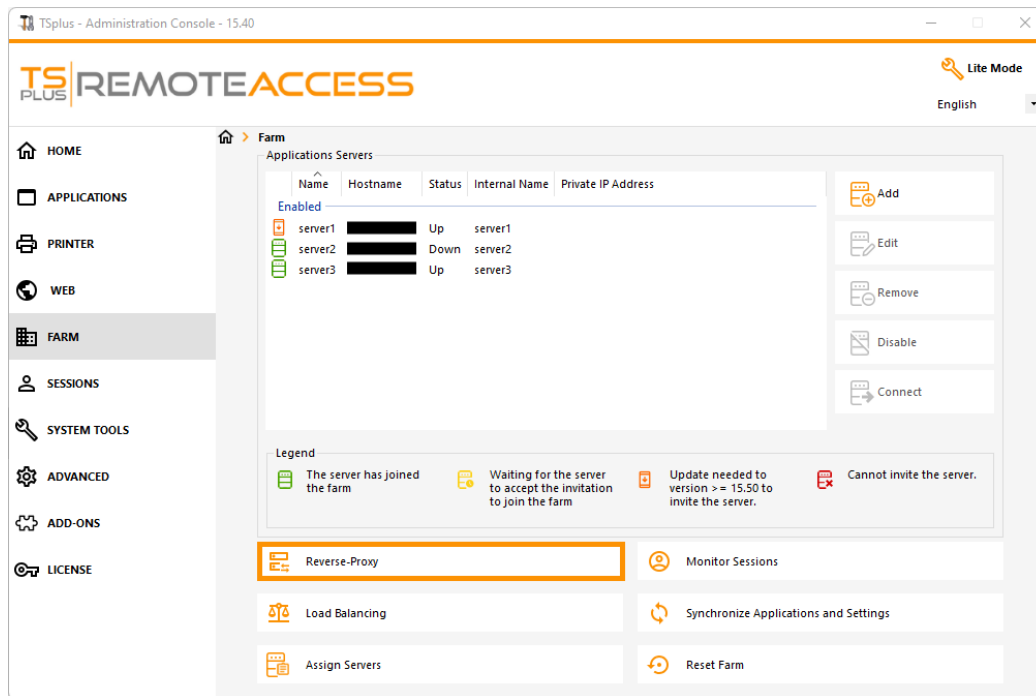 TSplus - Administration Console - 15.40
TS PLUS REMOTEACCESS
Lite Mode
English
HOME
APPLICATIONS
PRINTER
WEB
FARM
SESSIONS
SYSTEM TOOLS
ADVANCED
ADD-ONS
LICENSE
Farm
Applications Servers
Name Hostname Status Internal Name Private IP Address
Enabled
server1 Up server1
server2 Down server2
server3 Up server3
Add
Edit
Remove
Disable
Connect
Legend
The server has joined
the farm
Waiting for the server
to accept the invitation
to join the farm
Update needed to
version >= 15.50 to
invite the server.
Cannot invite the server.
Reverse-Proxy
Monitor Sessions
Load Balancing
Synchronize Applications and Settings
Assign Servers
Reset Farm